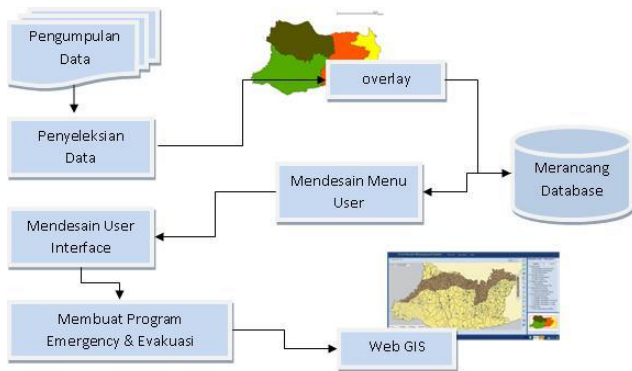 Pengumpulan
Data
overlay
Penyeleksian
Data
Merancang
Database
Mendesain Menu
User
Mendesain User
Interface
Membuat Program
Emergency & Evakuasi
Web GIS